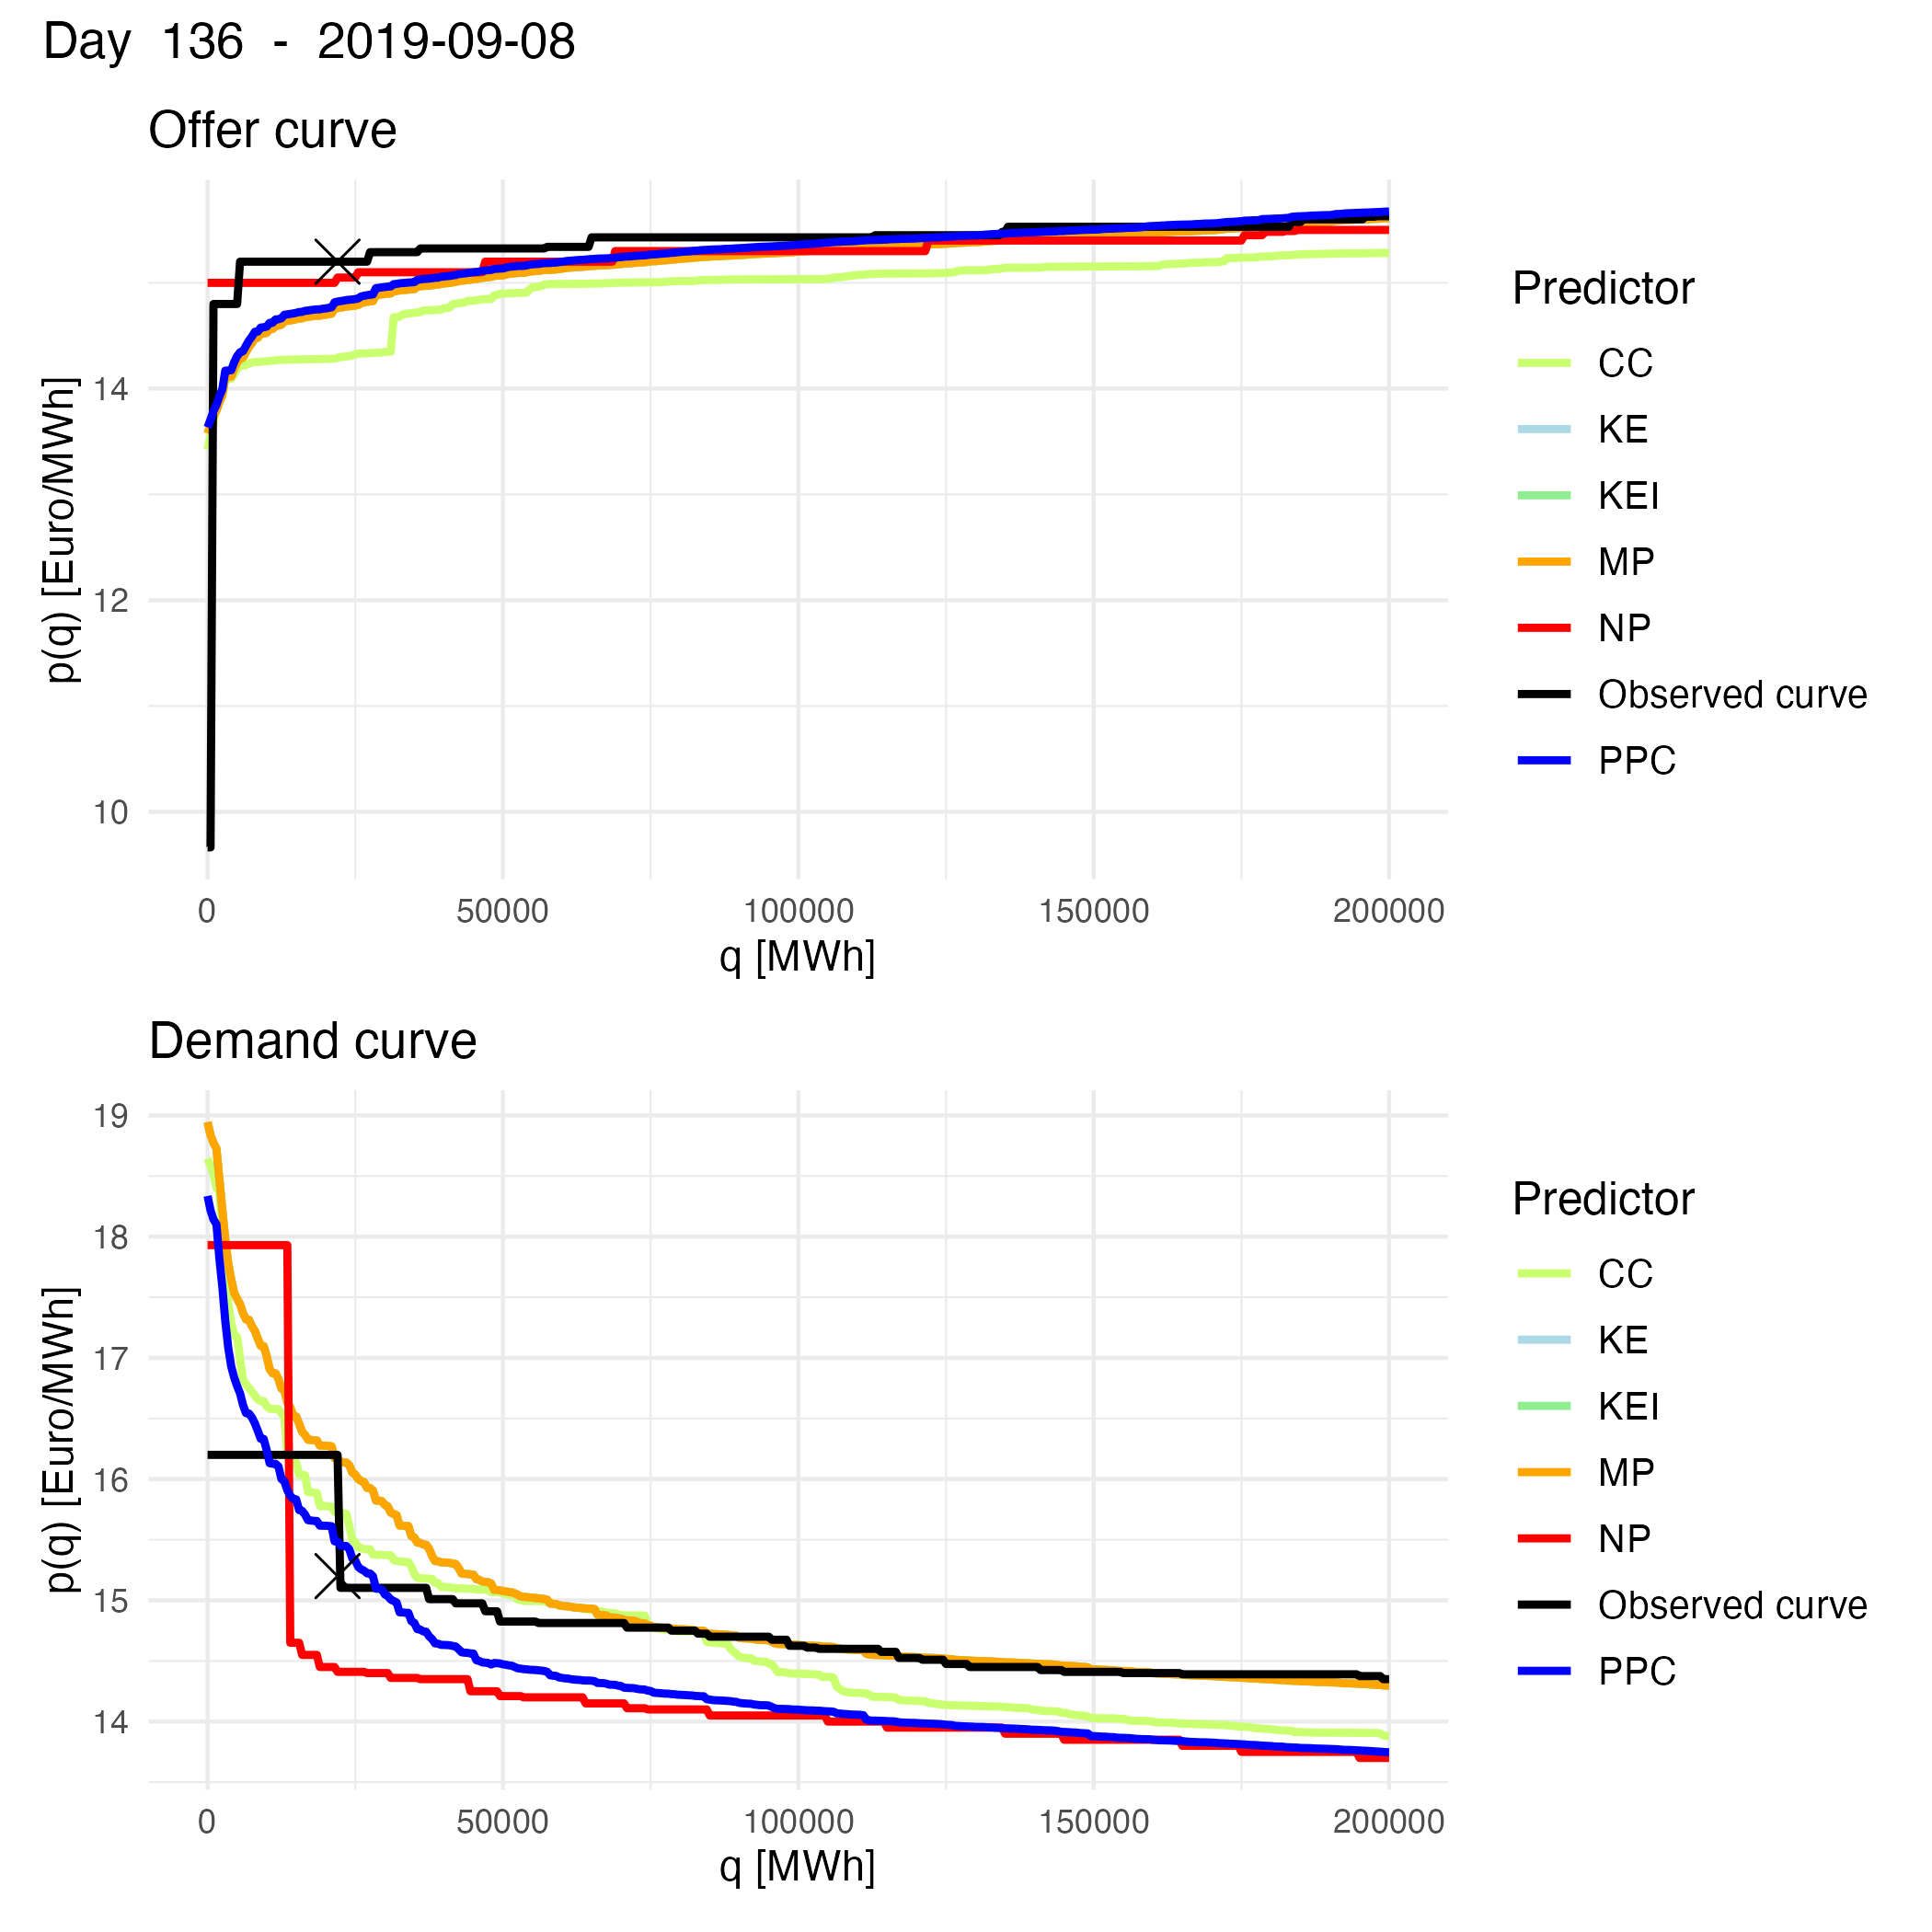 Day 136 - 2019-09-08
Offer curve
p(q) [Euro/MWh]
14
12
10
0 50000 100000 150000 200000
q [MWh]
Predictor
CC
KE
KEI
MP
NP
Observed curve
PPC
Demand curve
p(q) [Euro/MWh]
19
18
17
16
15
14
0 50000 100000 150000 200000
q [MWh]
Predictor
CC
KE
KEI
MP
NP
Observed curve
PPC